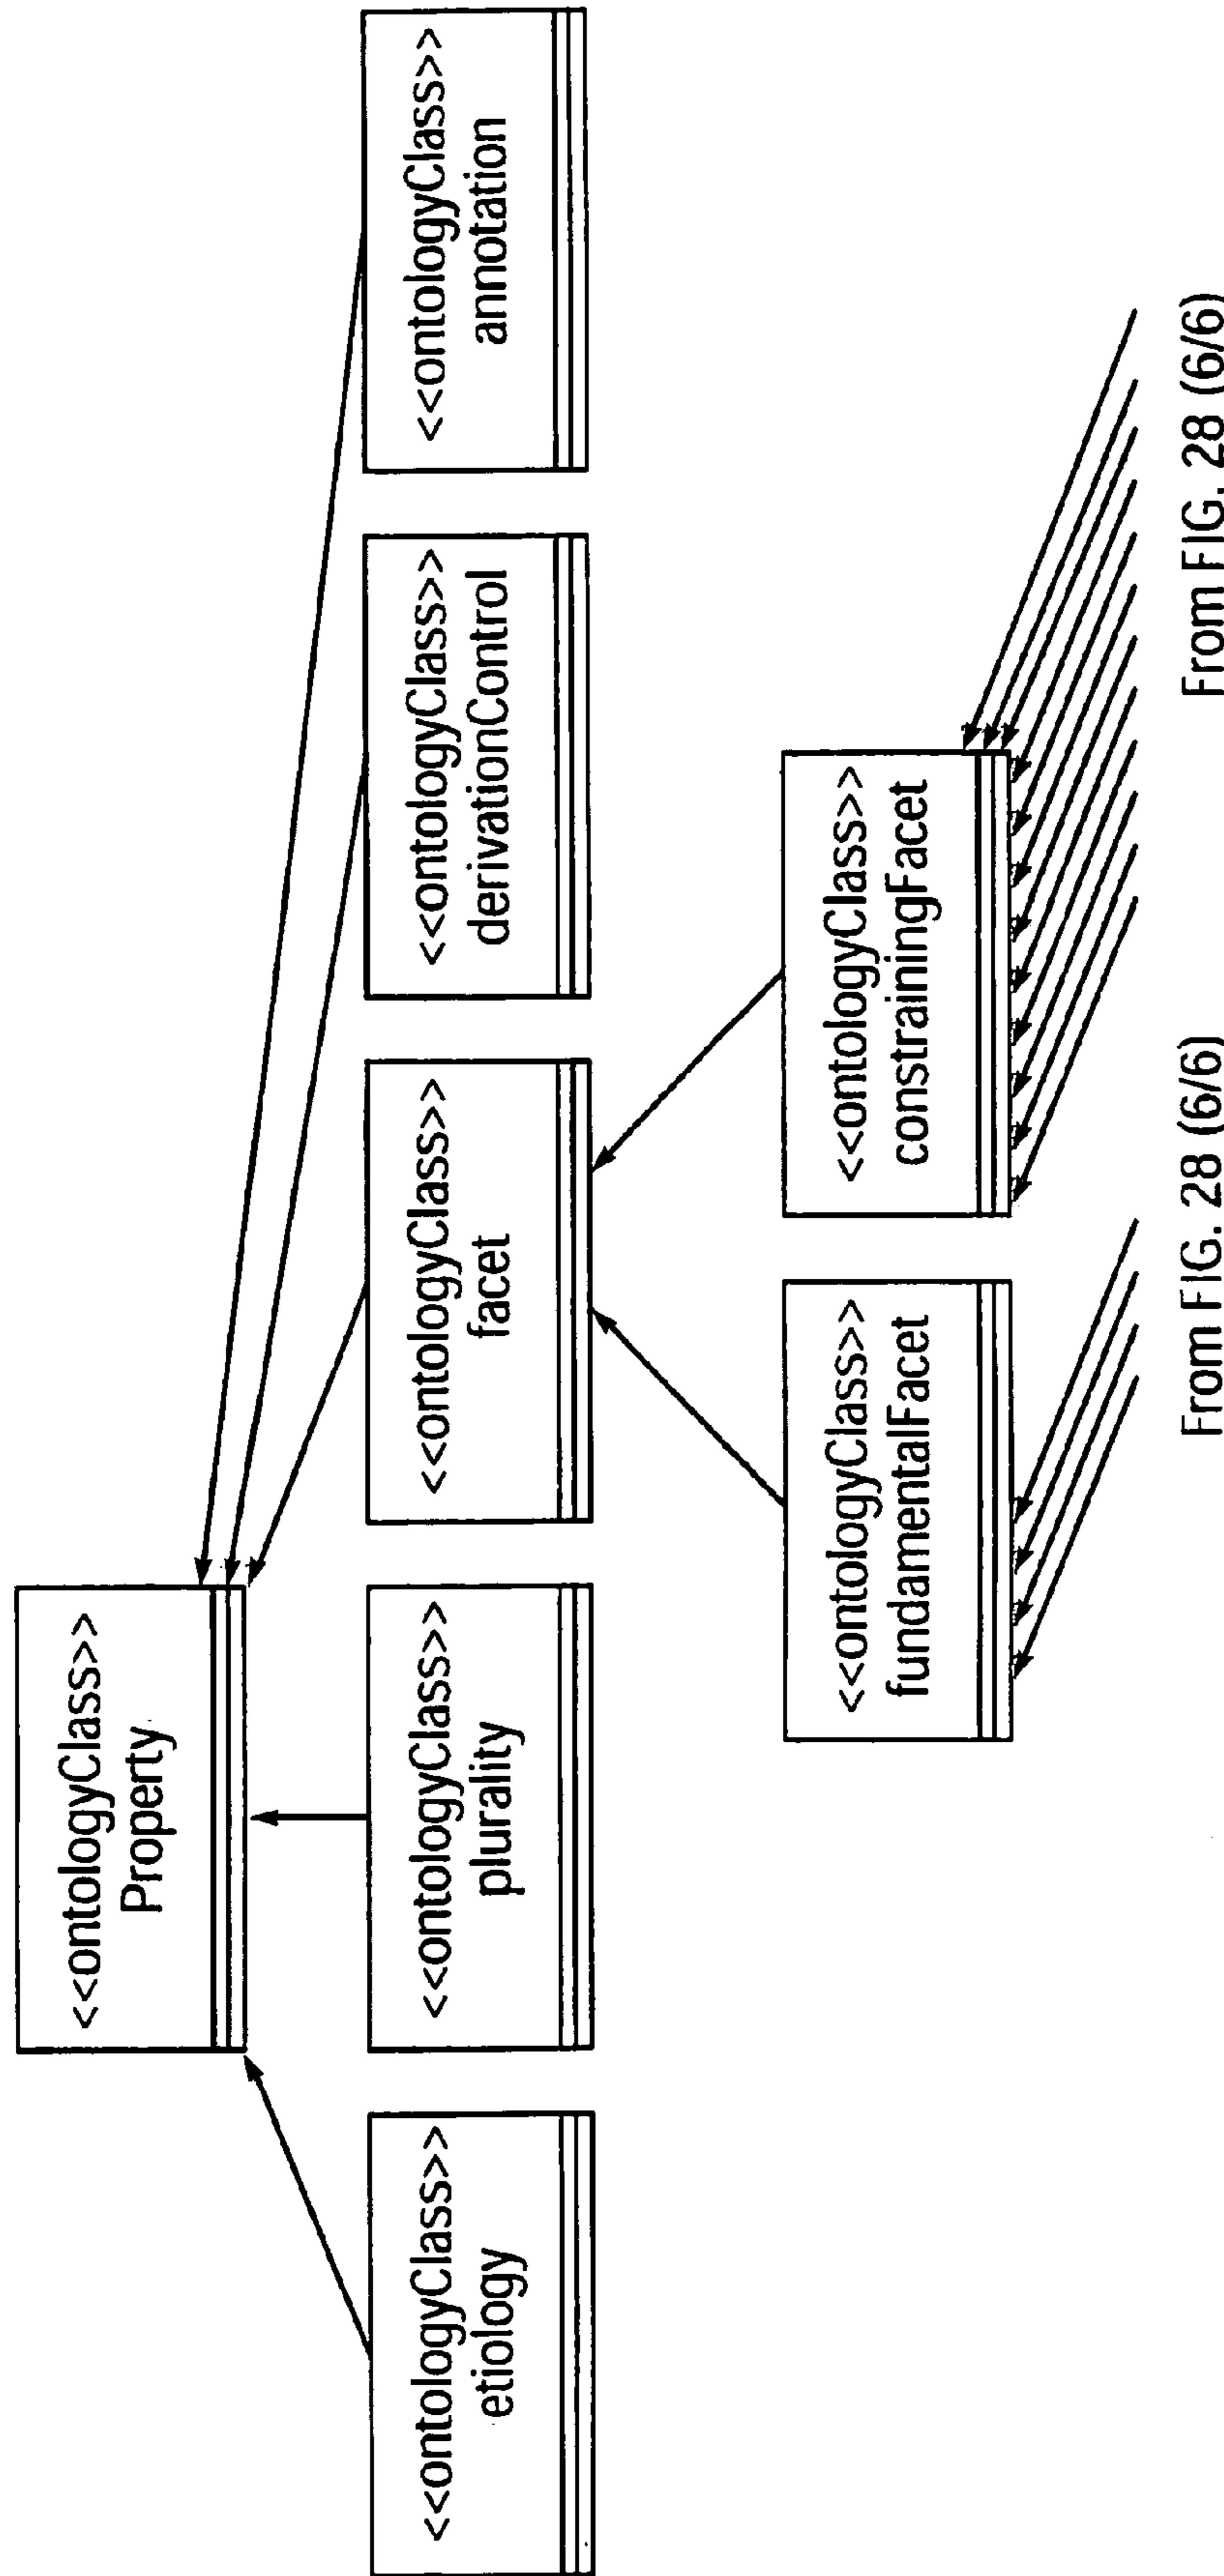 <<ontologyClass>>
Property
<<ontologyClass>>
etiology
<<ontologyClass>>
plurality
<<ontologyClass>>
facet
<<ontologyClass>>
derivationControl
<<ontologyClass>>
annotation
<<ontologyClass>>
fundamentalFacet
<<ontologyClass>>
constrainingFacet
From FIG. 28 (6/6)
From FIG. 28 (6/6)